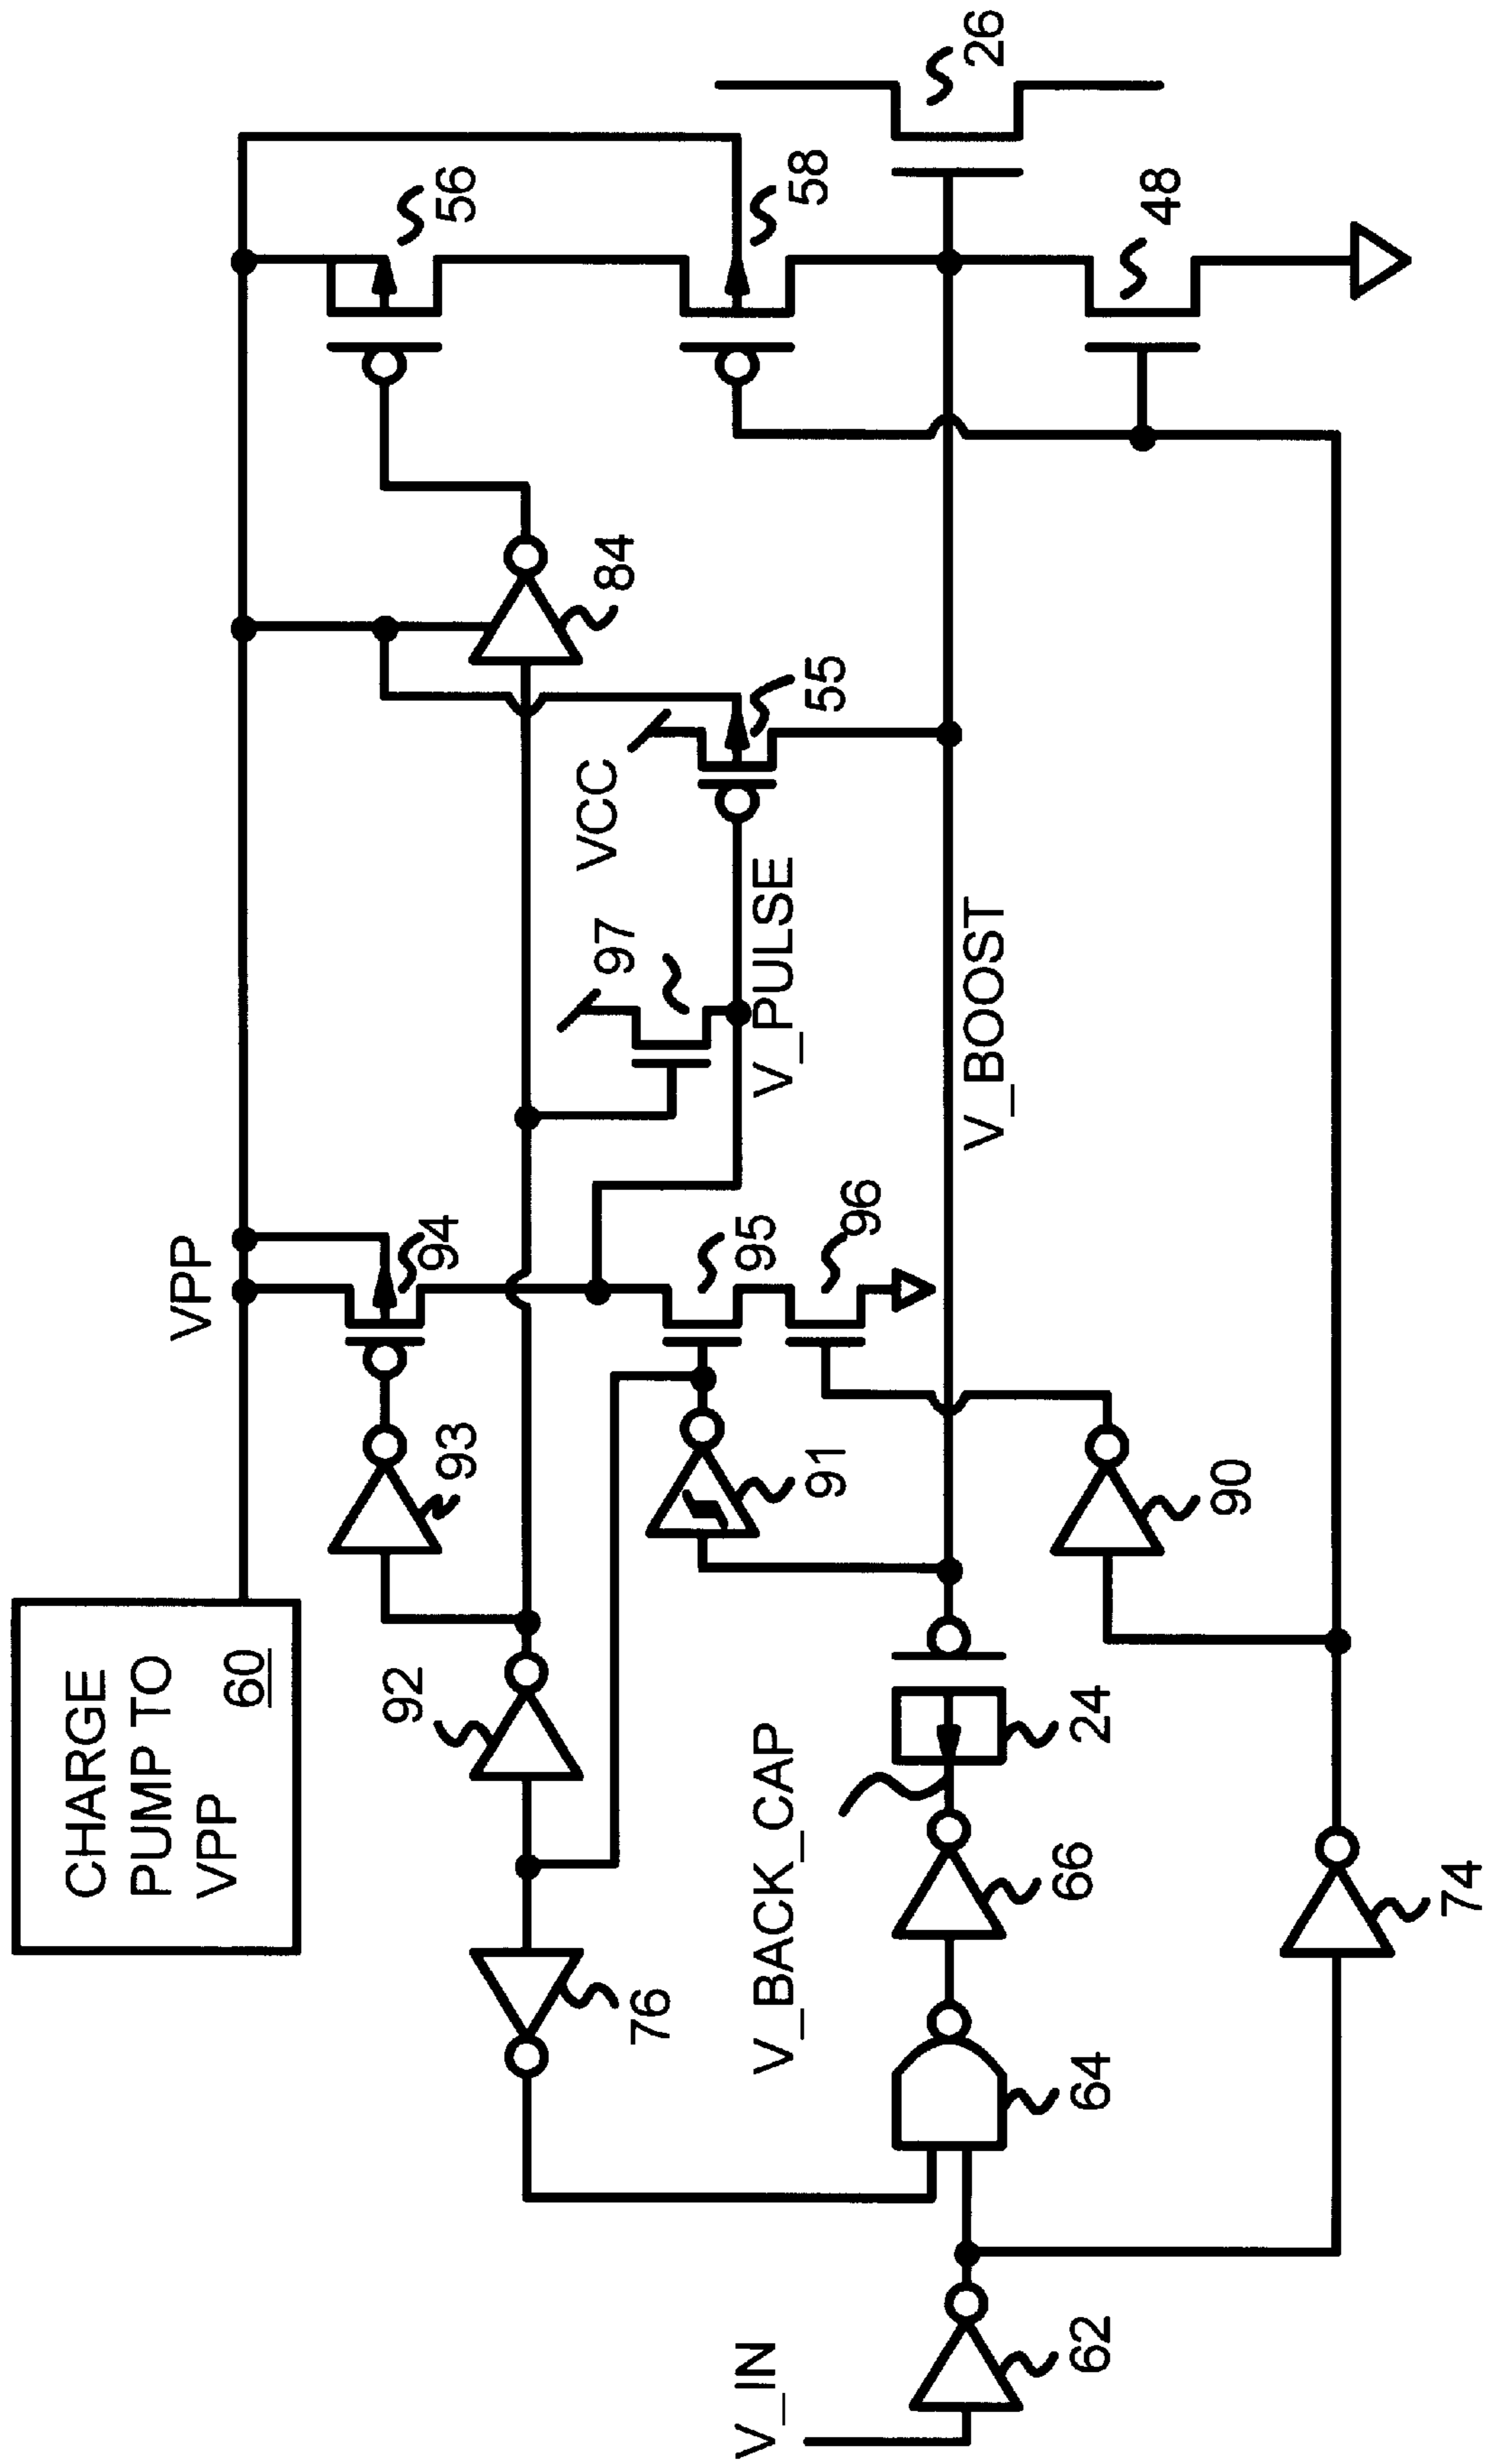 CHARGE
PUMP TO
VPP 60
VPP
56
58
26
48
84
VCC
55
97
V_PULSE
V_BOOST
94
95
96
93
91
90
92
76
V_BACK_CAP
24
66
64
74
V_IN
62